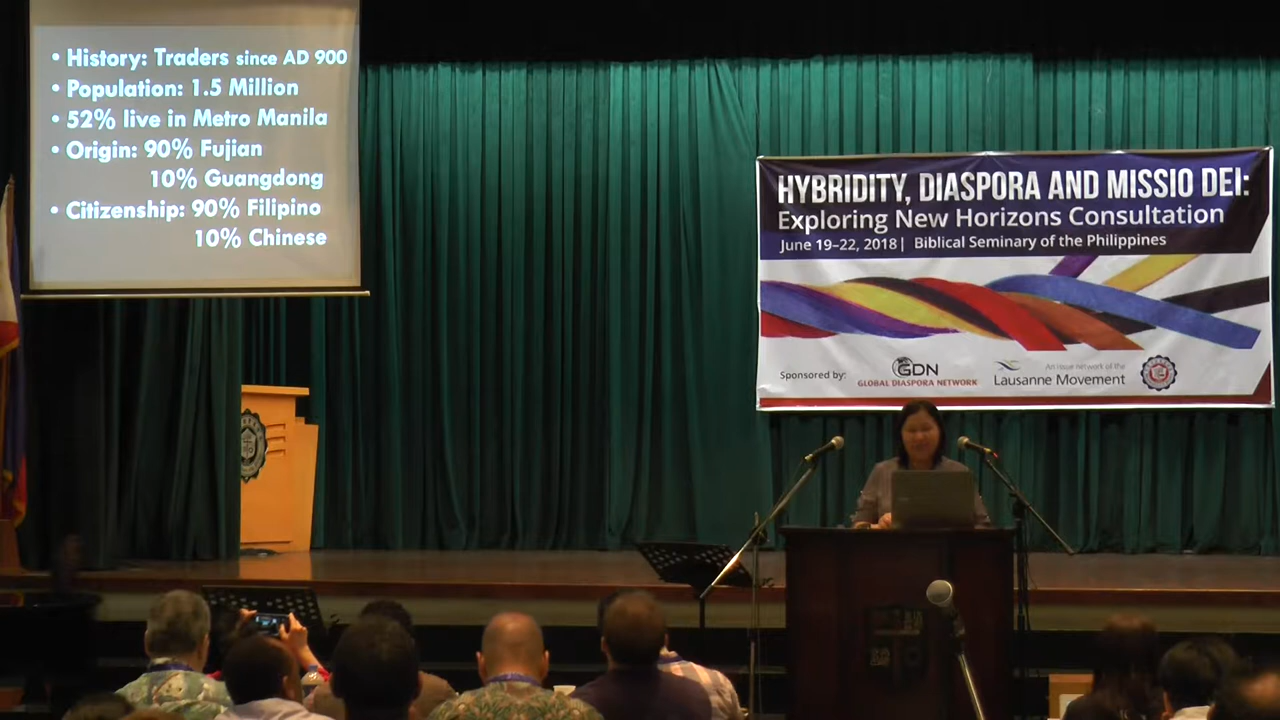 • History: Traders since AD 900
• Population: 1.5 Million
• 52% live in Metro Manila
• Origin: 90% Fujian
10% Guangdong
• Citizenship: 90% Filipino
10% Chinese
HYBRIDITY, DIASPORA AND MISSIO DEI:
Exploring New Horizons Consultation
June 19–22, 2018 | Biblical Seminary of the Philippines
Sponsored by:
GDN
GLOBAL DIASPORA NETWORK
An issue network of the
Lausanne Movement